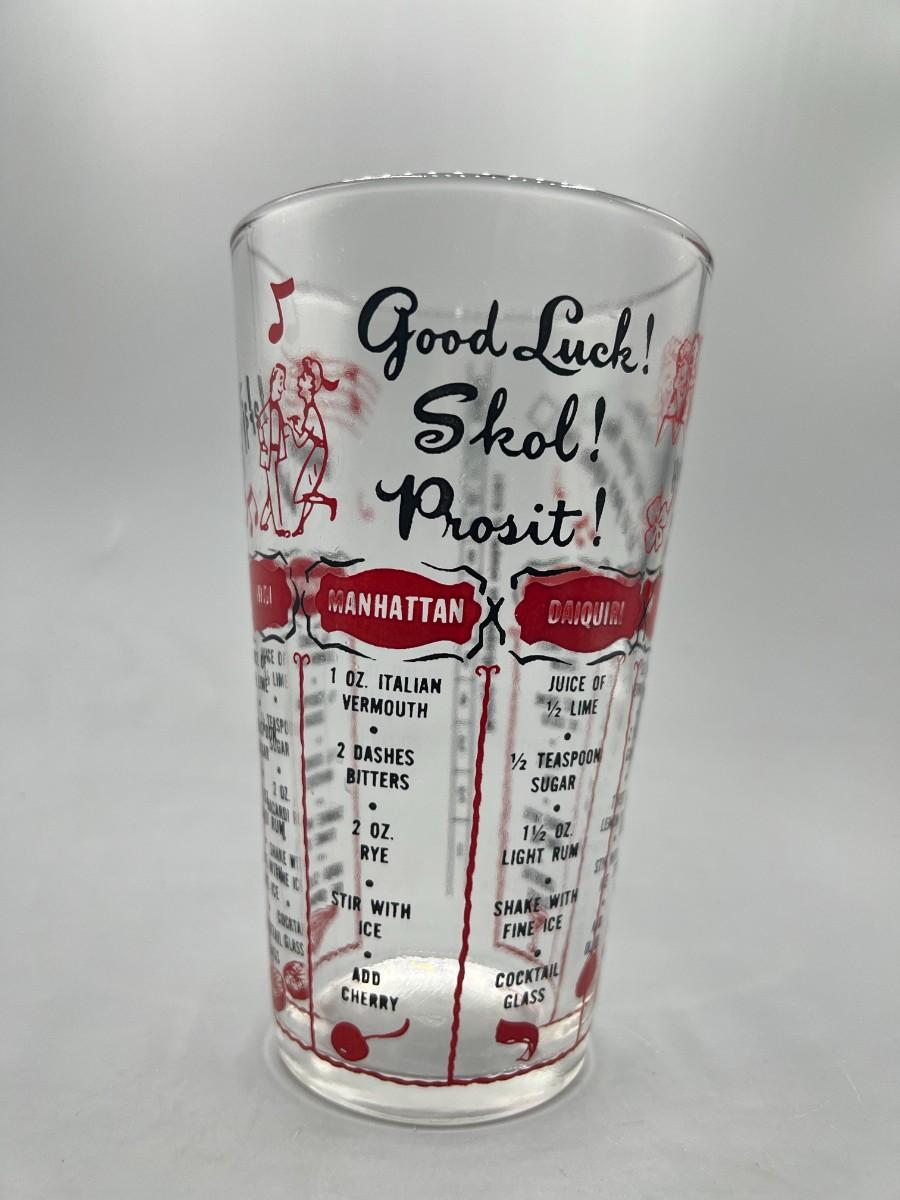 Good Luck!
Skol!
Prosit!
MANHATTAN
1 OZ. ITALIAN
VERMOUTH
•
2 DASHES
BITTERS
•
2 OZ.
RYE
•
STIR WITH
ICE
•
ADD
CHERRY
DAIQUIRI
JUICE OF
½ LIME
•
½ TEASPOON
SUGAR
•
1½ OZ.
LIGHT RUM
•
SHAKE WITH
FINE ICE
•
COCKTAIL
GLASS